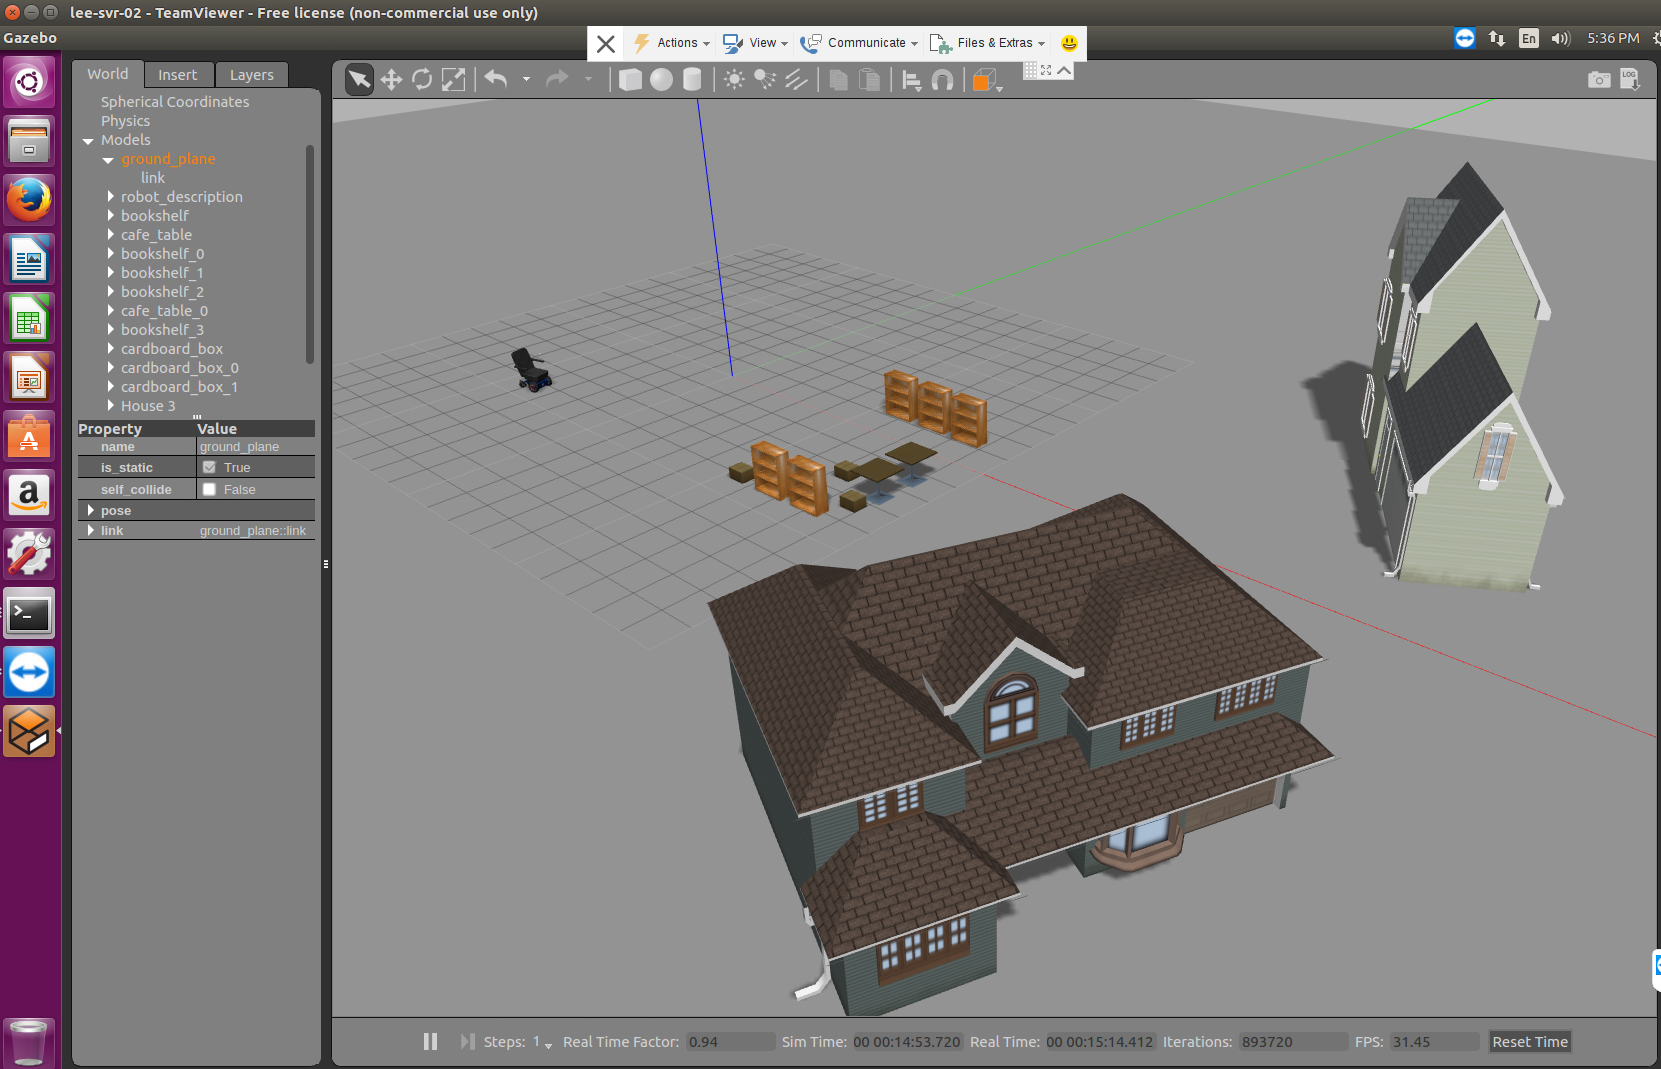 lee-svr-02 - TeamViewer - Free license (non-commercial use only)
Gazebo
Actions View Communicate Files & Extras
En 5:36 PM
World Insert Layers
LOG
Spherical Coordinates
Physics
Models
ground_plane
link
robot_description
bookshelf
cafe_table
bookshelf_0
bookshelf_1
bookshelf_2
cafe_table_0
bookshelf_3
cardboard_box
cardboard_box_0
cardboard_box_1
House 3
Property Value
name ground_plane
is_static True
self_collide False
pose
link ground_plane::link
Steps: 1 Real Time Factor: 0.94 Sim Time: 00 00:14:53.720 Real Time: 00 00:15:14.412 Iterations: 893720 FPS: 31.45 Reset Time